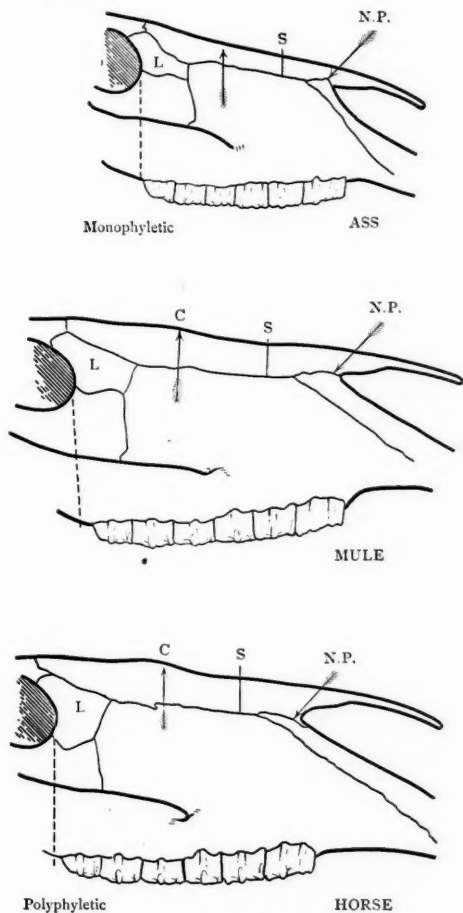 N.P.
S
L
Monophyletic ASS
N.P.
C S
L
MULE
C S N.P.
L
Polyphyletic HORSE